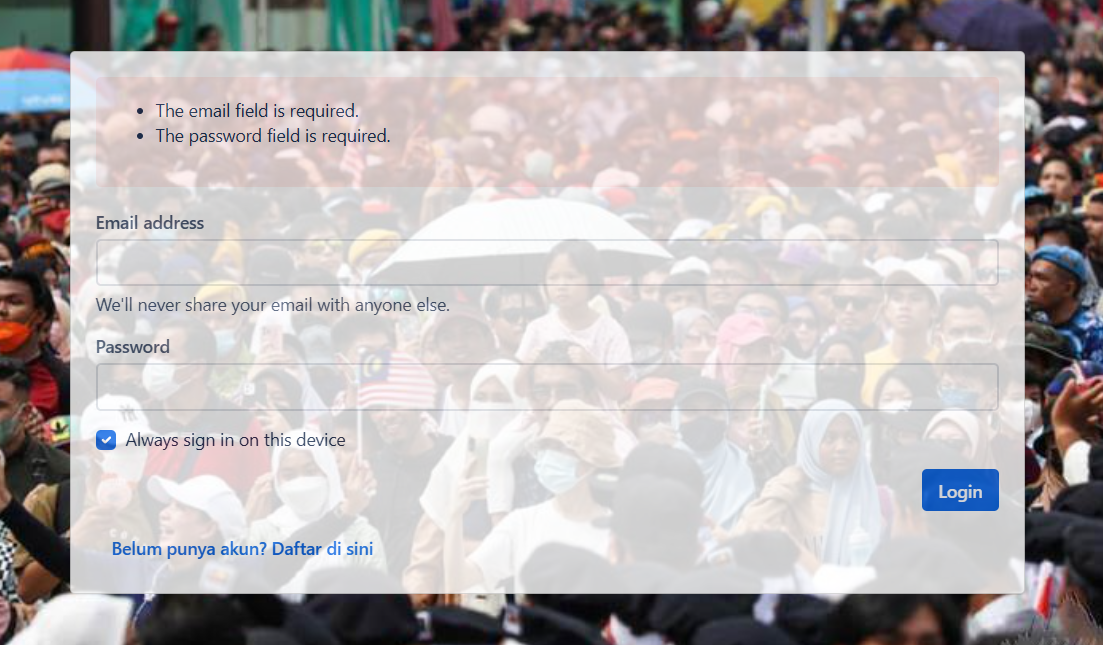 The email field is required.
The password field is required.
Email address
We'll never share your email with anyone else.
Password
Always sign in on this device
Login
Belum punya akun? Daftar di sini